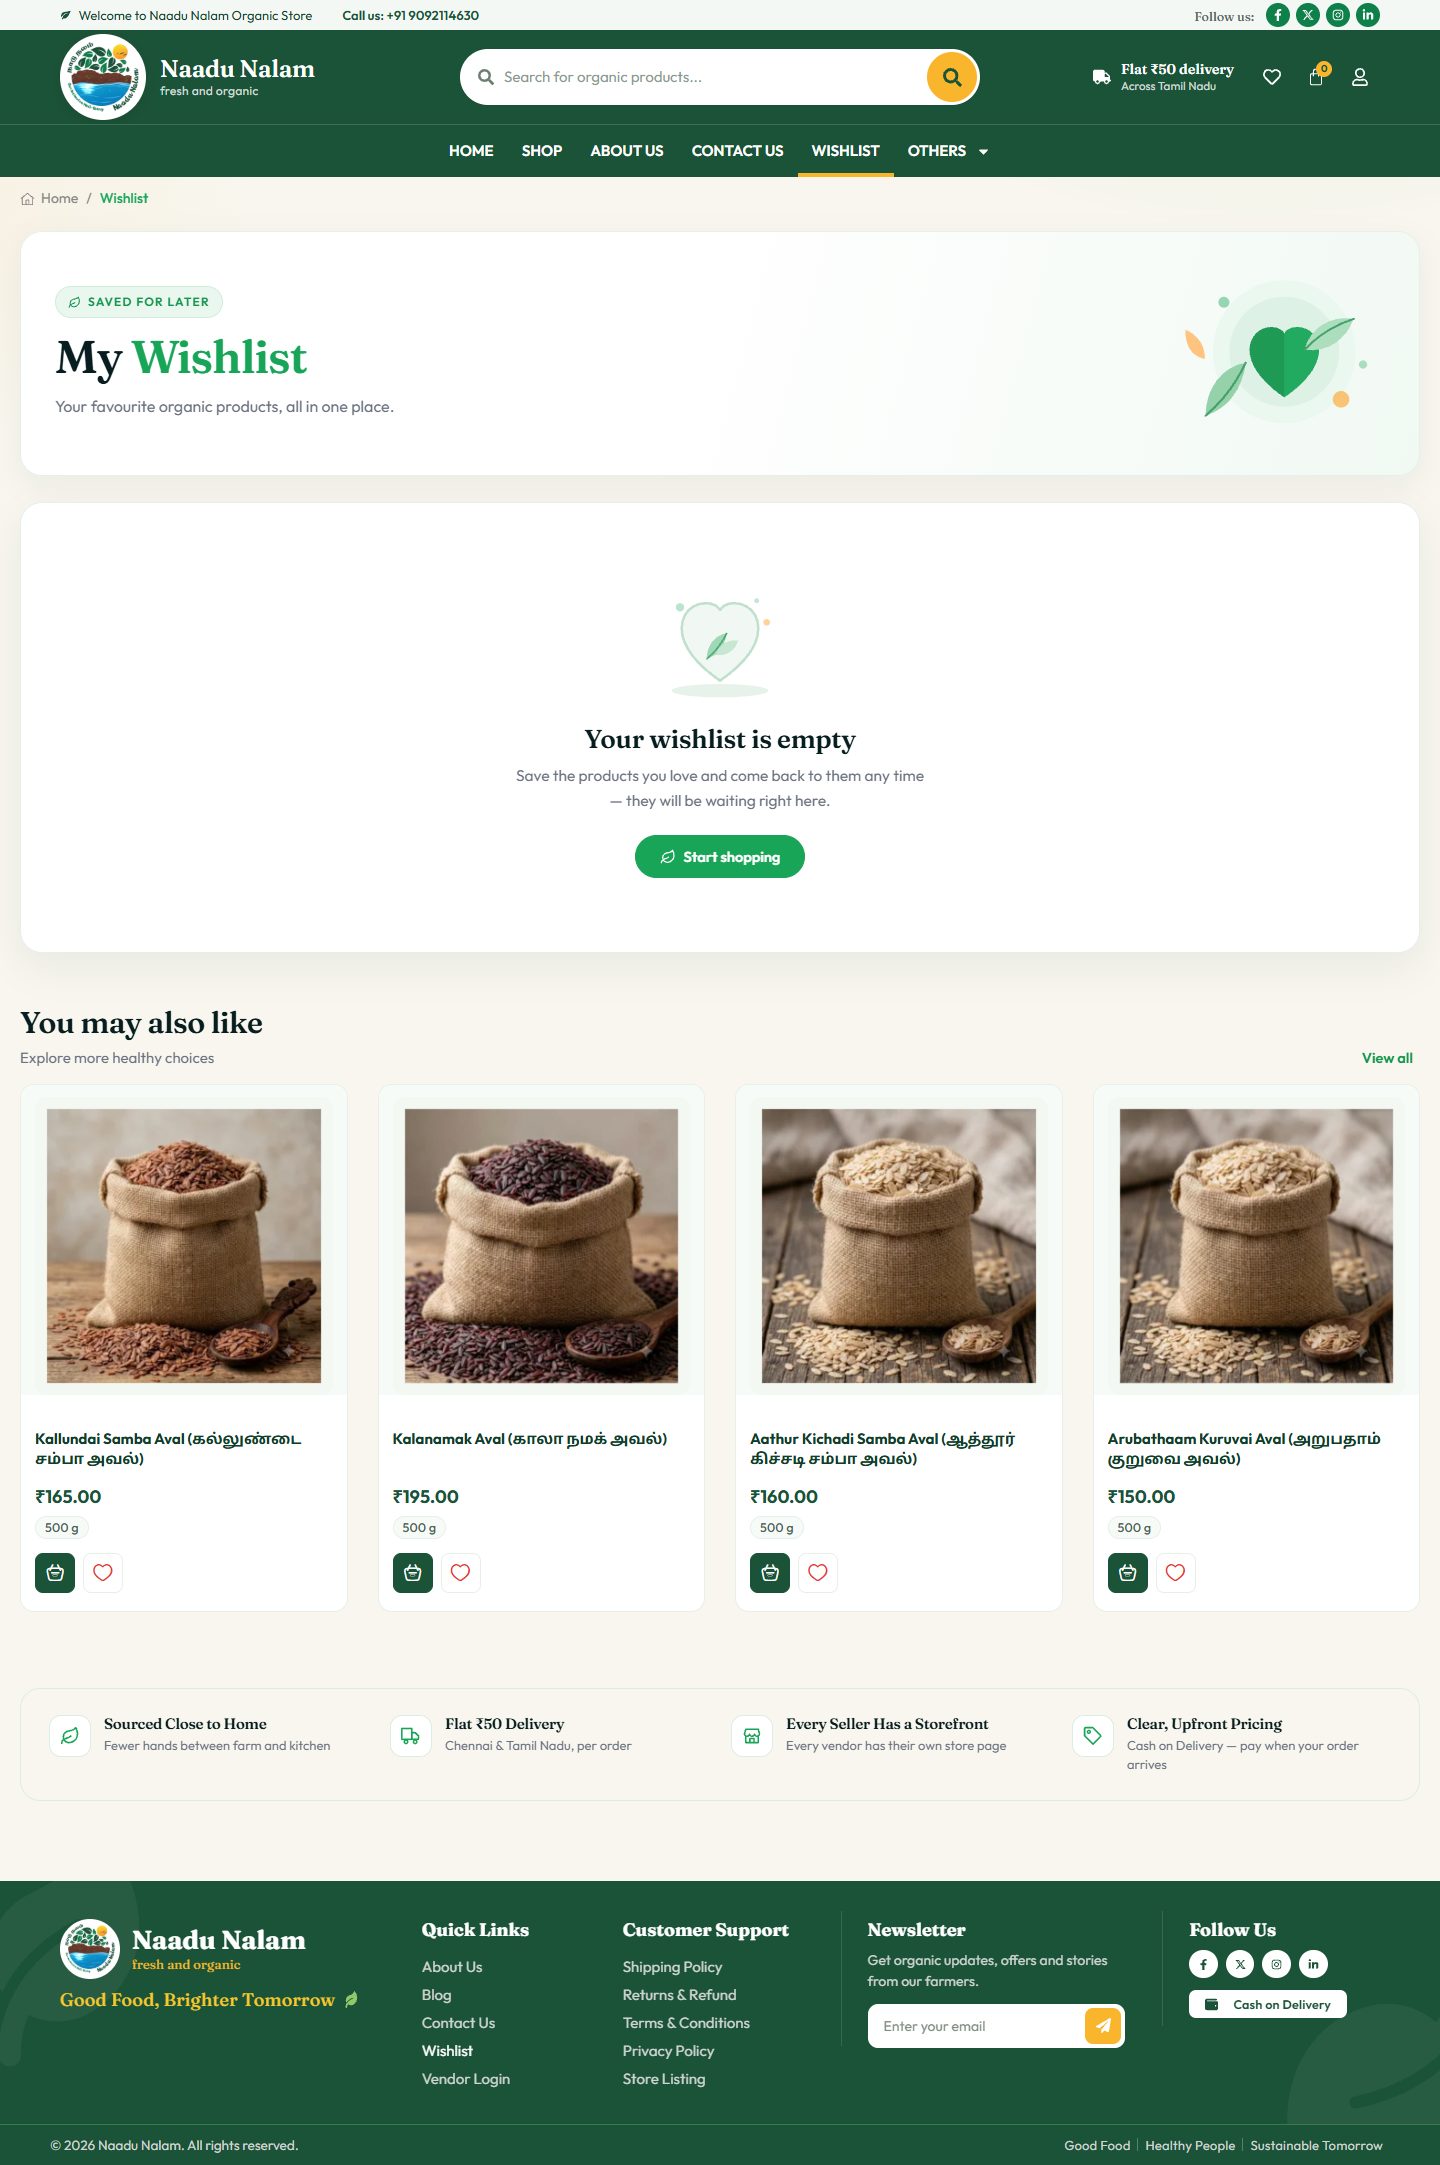 Welcome to Naadu Nalam Organic Store
Call us: +91 9092114630
Follow us:
Naadu Nalam
fresh and organic
Search for organic products...
Flat ₹50 delivery
Across Tamil Nadu
0
HOME
SHOP
ABOUT US
CONTACT US
WISHLIST
OTHERS
Home / Wishlist
SAVED FOR LATER
My Wishlist
Your favourite organic products, all in one place.
Your wishlist is empty
Save the products you love and come back to them any time
— they will be waiting right here.
Start shopping
You may also like
Explore more healthy choices
View all
Kallundai Samba Aval (கல்லுண்டை
சம்பா அவல்)
₹165.00
500 g
Kalanamak Aval (காலா நமக் அவல்)
₹195.00
500 g
Aathur Kichadi Samba Aval (ஆத்தூர்
கிச்சடி சம்பா அவல்)
₹160.00
500 g
Arubathaam Kuruvai Aval (அறுபதாம்
குறுவை அவல்)
₹150.00
500 g
Sourced Close to Home
Fewer hands between farm and kitchen
Flat ₹50 Delivery
Chennai & Tamil Nadu, per order
Every Seller Has a Storefront
Every vendor has their own store page
Clear, Upfront Pricing
Cash on Delivery — pay when your order
arrives
Naadu Nalam
fresh and organic
Good Food, Brighter Tomorrow
Quick Links
About Us
Blog
Contact Us
Wishlist
Vendor Login
Customer Support
Shipping Policy
Returns & Refund
Terms & Conditions
Privacy Policy
Store Listing
Newsletter
Get organic updates, offers and stories
from our farmers.
Enter your email
Follow Us
Cash on Delivery
© 2026 Naadu Nalam. All rights reserved.
Good Food | Healthy People | Sustainable Tomorrow